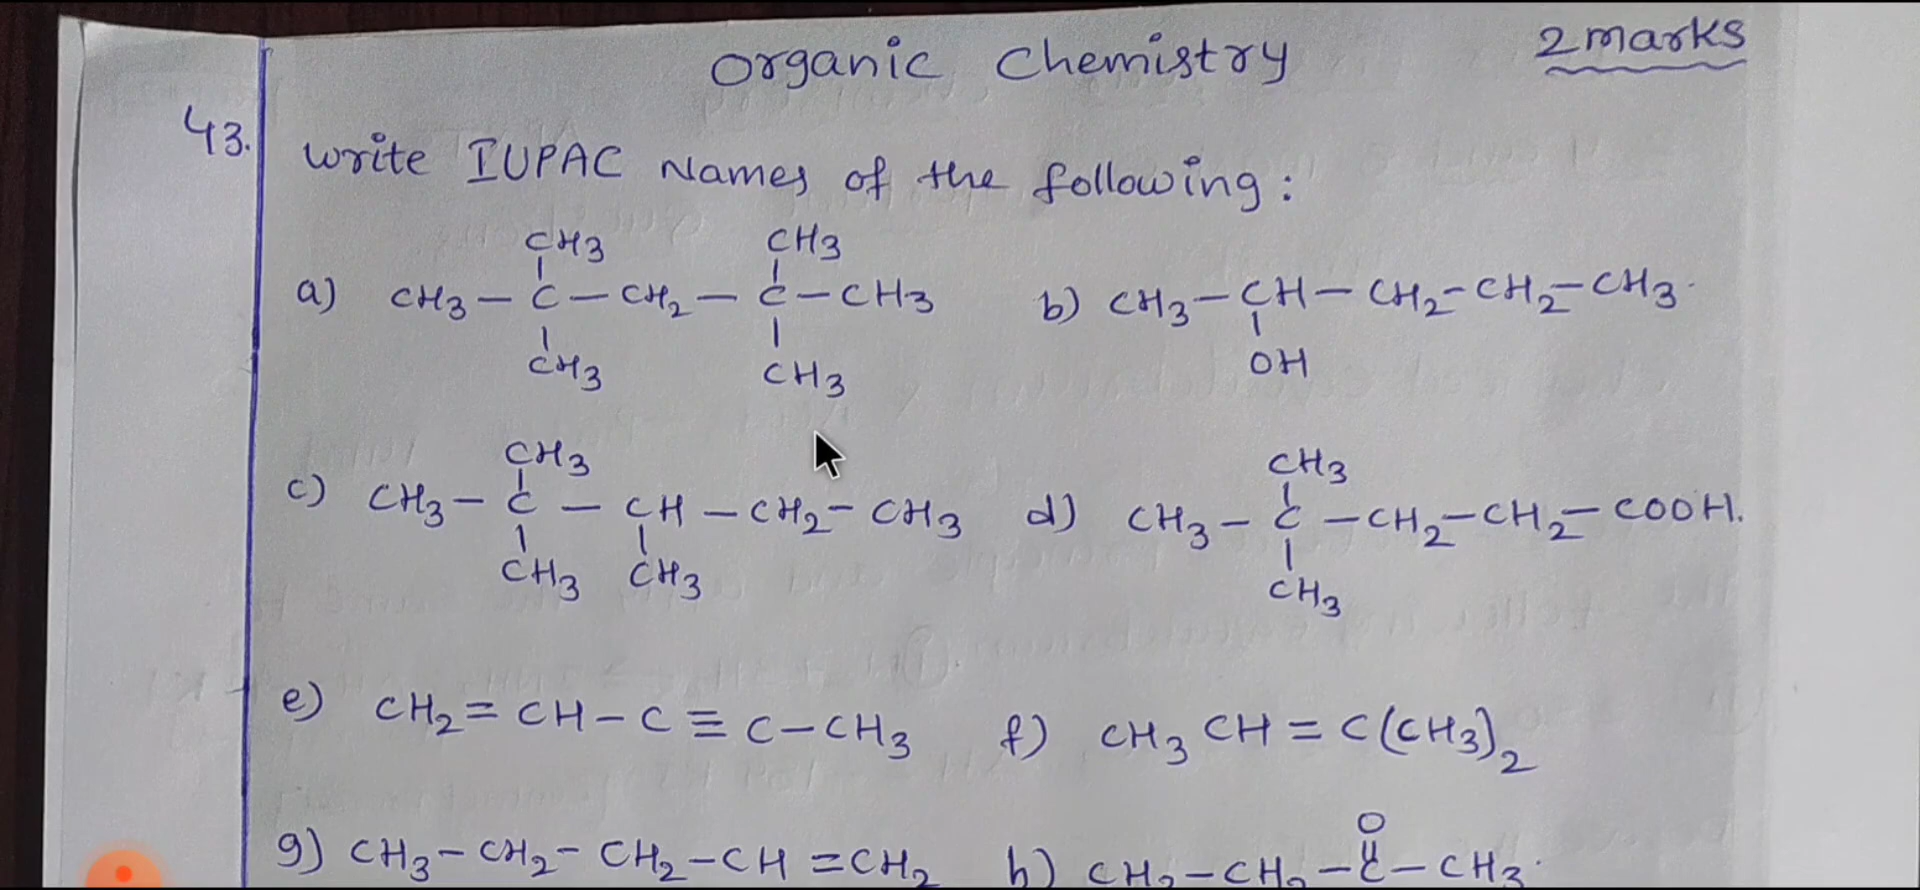 Organic Chemistry 2 marks
43. Write IUPAC Names of the following:
CH3 CH3
a) CH3 - C - CH2 - C - CH3 b) CH3 - CH - CH2 - CH2 - CH3.
CH3 CH3 OH
CH3 CH3
c) CH3 - C - CH - CH2 - CH3 d) CH3 - C - CH2 - CH2 - COOH.
CH3 CH3 CH3
e) CH2 = CH - C ≡ C - CH3 f) CH3 CH = C(CH3)2
O
g) CH3 - CH2 - CH2 - CH = CH2 h) CH3 - CH2 - C - CH3.